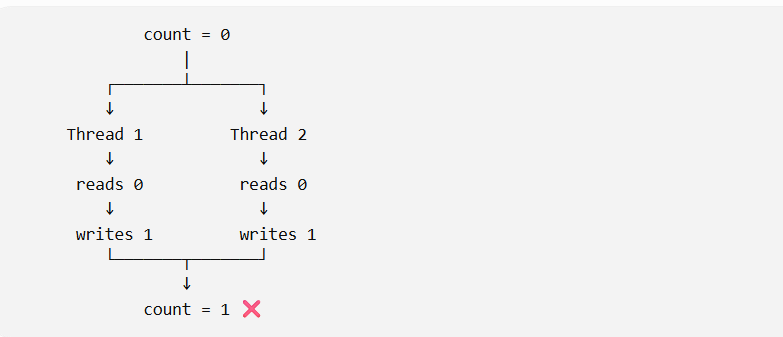 count = 0
Thread 1 Thread 2
reads 0 reads 0
writes 1 writes 1
count = 1 ❌